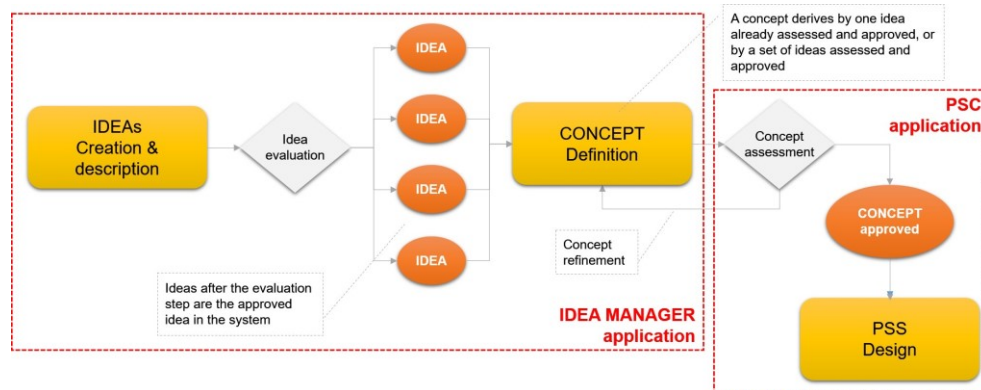 IDEAs
Creation &
description
Idea
evaluation
IDEA
IDEA
IDEA
IDEA
Ideas after the evaluation
step are the approved
idea in the system
CONCEPT
Definition
Concept
refinement
IDEA MANAGER
application
A concept derives by one idea
already assessed and approved, or
by a set of ideas assessed and
approved
PSC
application
Concept
assessment
CONCEPT
approved
PSS
Design